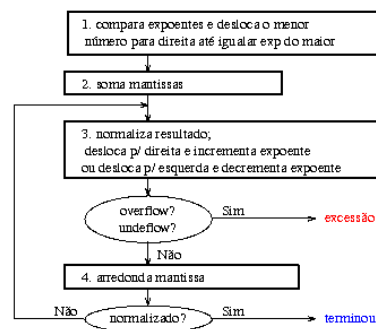 1. compara expoentes e desloca o menor
número para direita até igualar exp do maior
2. soma mantissas
3. normaliza resultado;
desloca p/ direita e incrementa expoente
ou desloca p/ esquerda e decrementa expoente
overflow?
undeflow?
Sim
excessão
Não
4. arredonda mantissa
Não
normalizado?
Sim
terminou